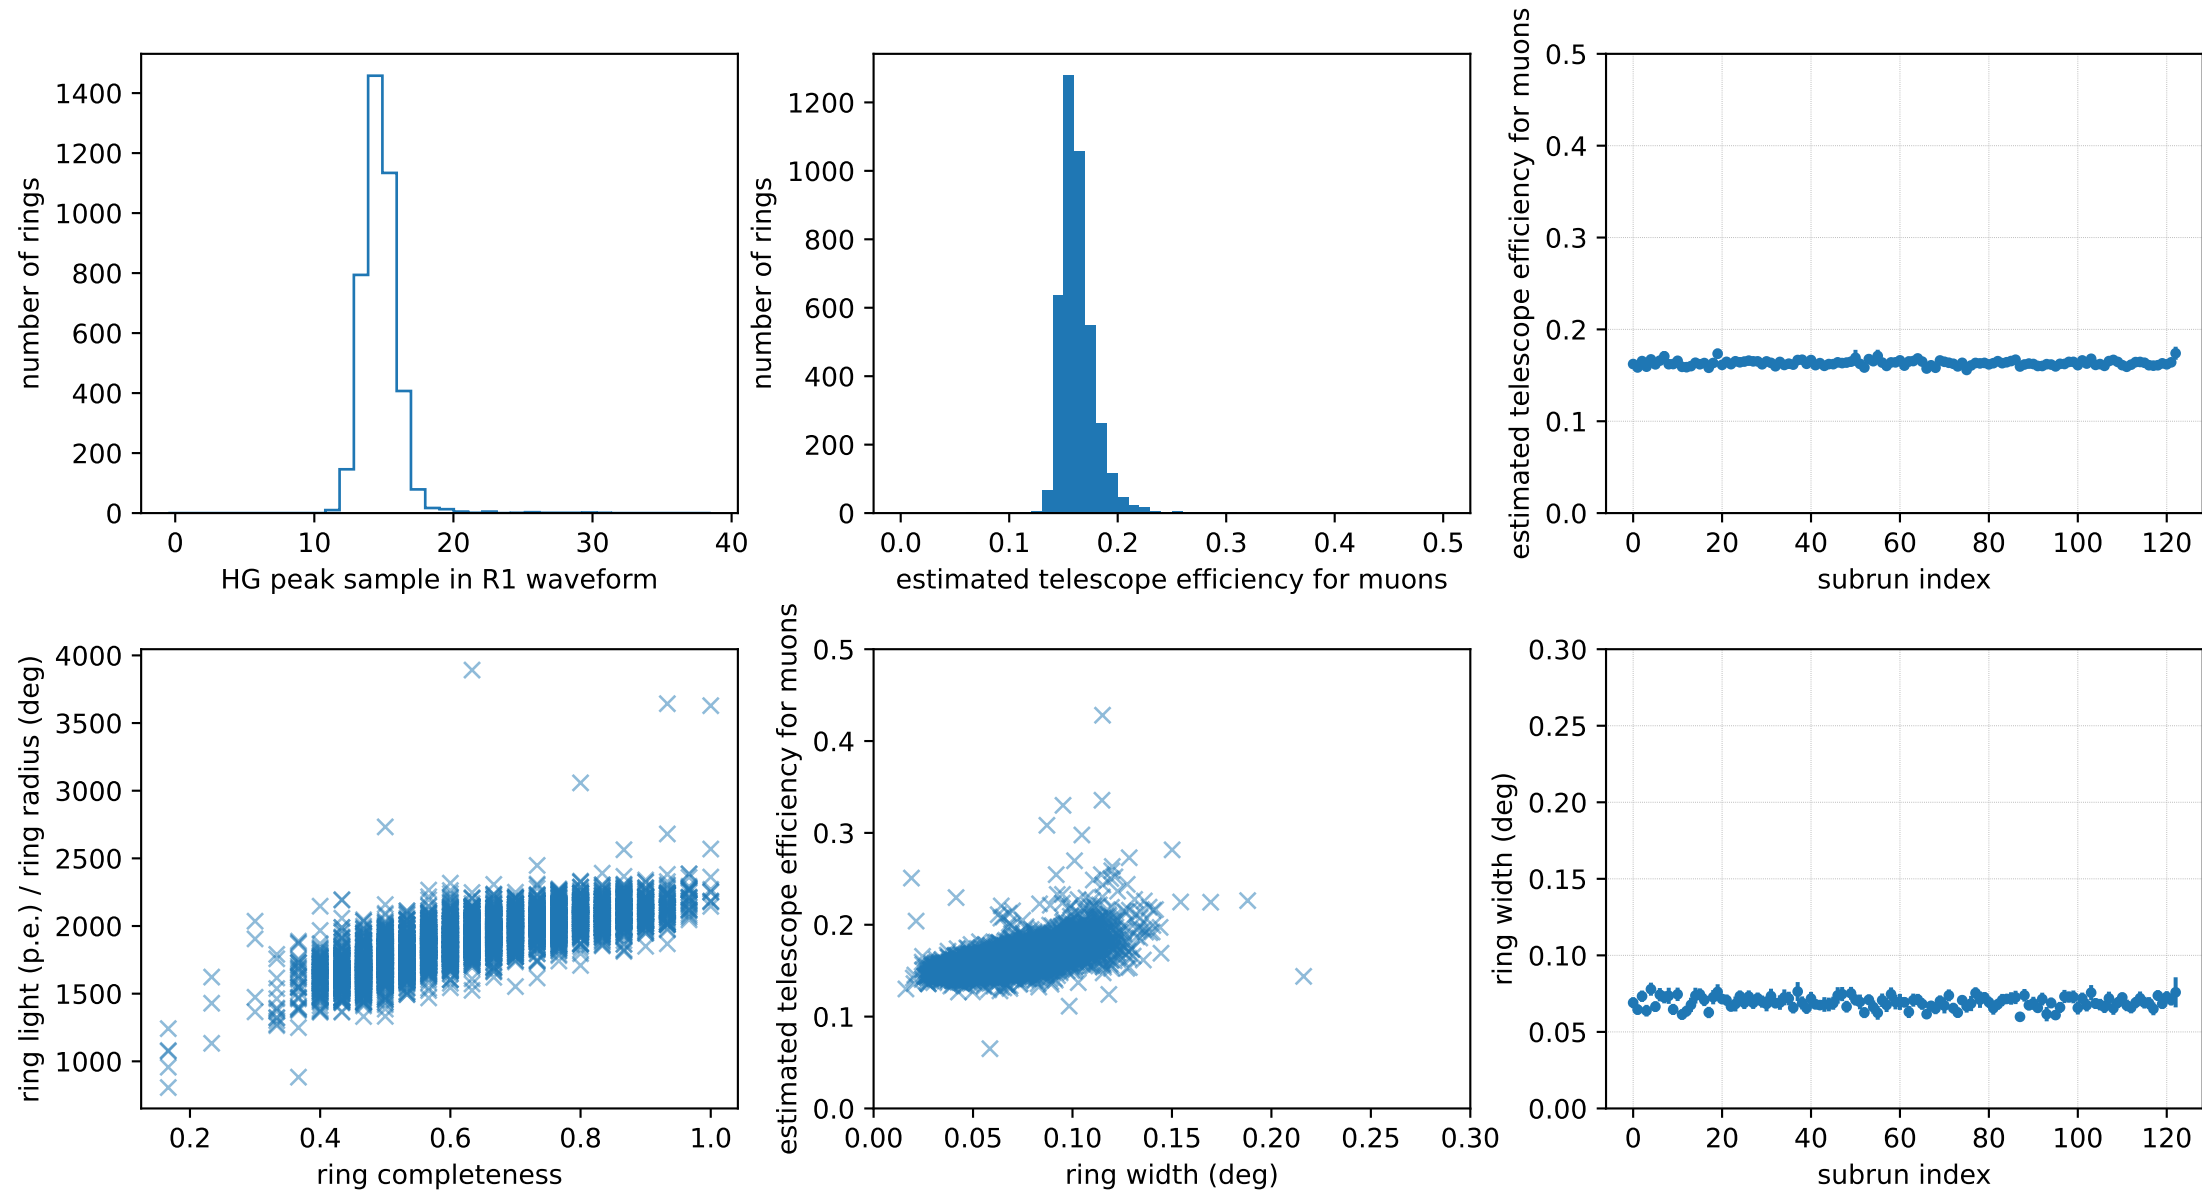 number of rings
1400
1200
1000
800
600
400
200
0
0 10 20 30 40
HG peak sample in R1 waveform
number of rings
1200
1000
800
600
400
200
0
0.0 0.1 0.2 0.3 0.4 0.5
estimated telescope efficiency for muons
estimated telescope efficiency for muons
0.5
0.4
0.3
0.2
0.1
0.0
0 20 40 60 80 100 120
subrun index
ring light (p.e.) / ring radius (deg)
4000
3500
3000
2500
2000
1500
1000
0.2 0.4 0.6 0.8 1.0
ring completeness
estimated telescope efficiency for muons
0.5
0.4
0.3
0.2
0.1
0.0
0.00 0.05 0.10 0.15 0.20 0.25 0.30
ring width (deg)
ring width (deg)
0.30
0.25
0.20
0.15
0.10
0.05
0.00
0 20 40 60 80 100 120
subrun index